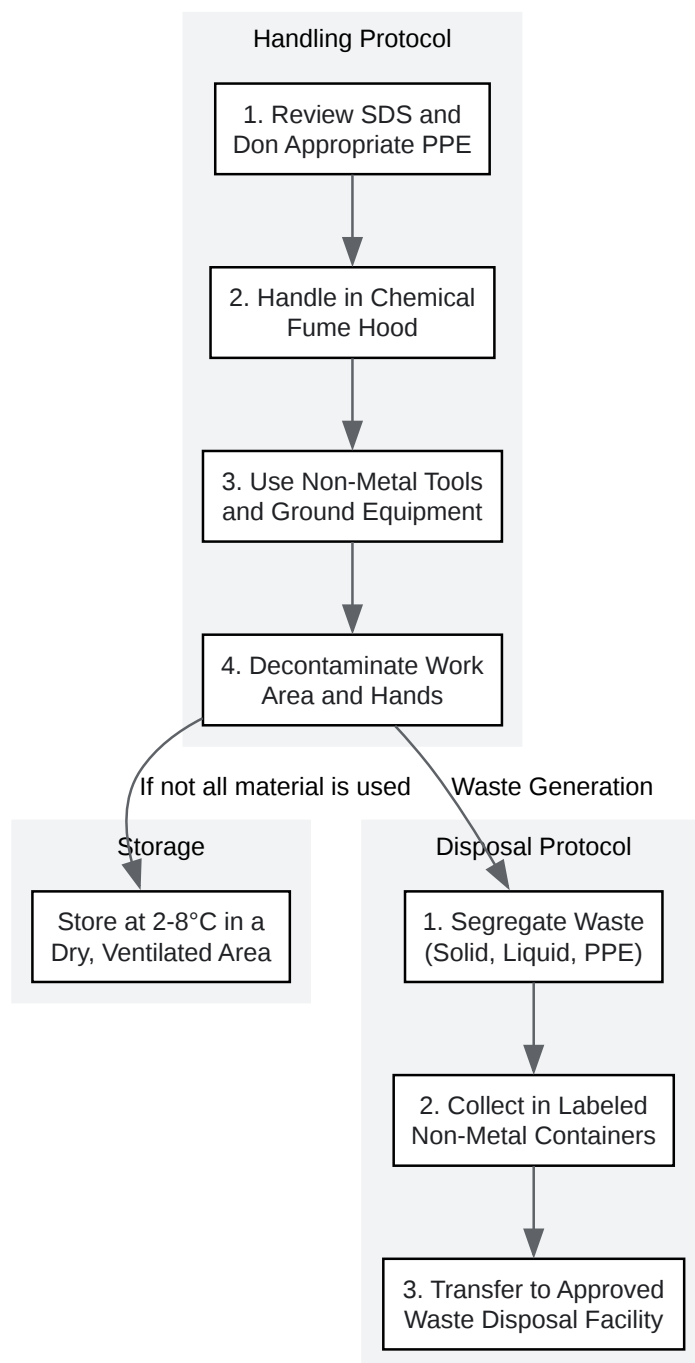 Handling Protocol
1. Review SDS and
Don Appropriate PPE
2. Handle in Chemical
Fume Hood
3. Use Non-Metal Tools
and Ground Equipment
4. Decontaminate Work
Area and Hands
If not all material is used
Waste Generation
Storage
Store at 2-8°C in a
Dry, Ventilated Area
Disposal Protocol
1. Segregate Waste
(Solid, Liquid, PPE)
2. Collect in Labeled
Non-Metal Containers
3. Transfer to Approved
Waste Disposal Facility